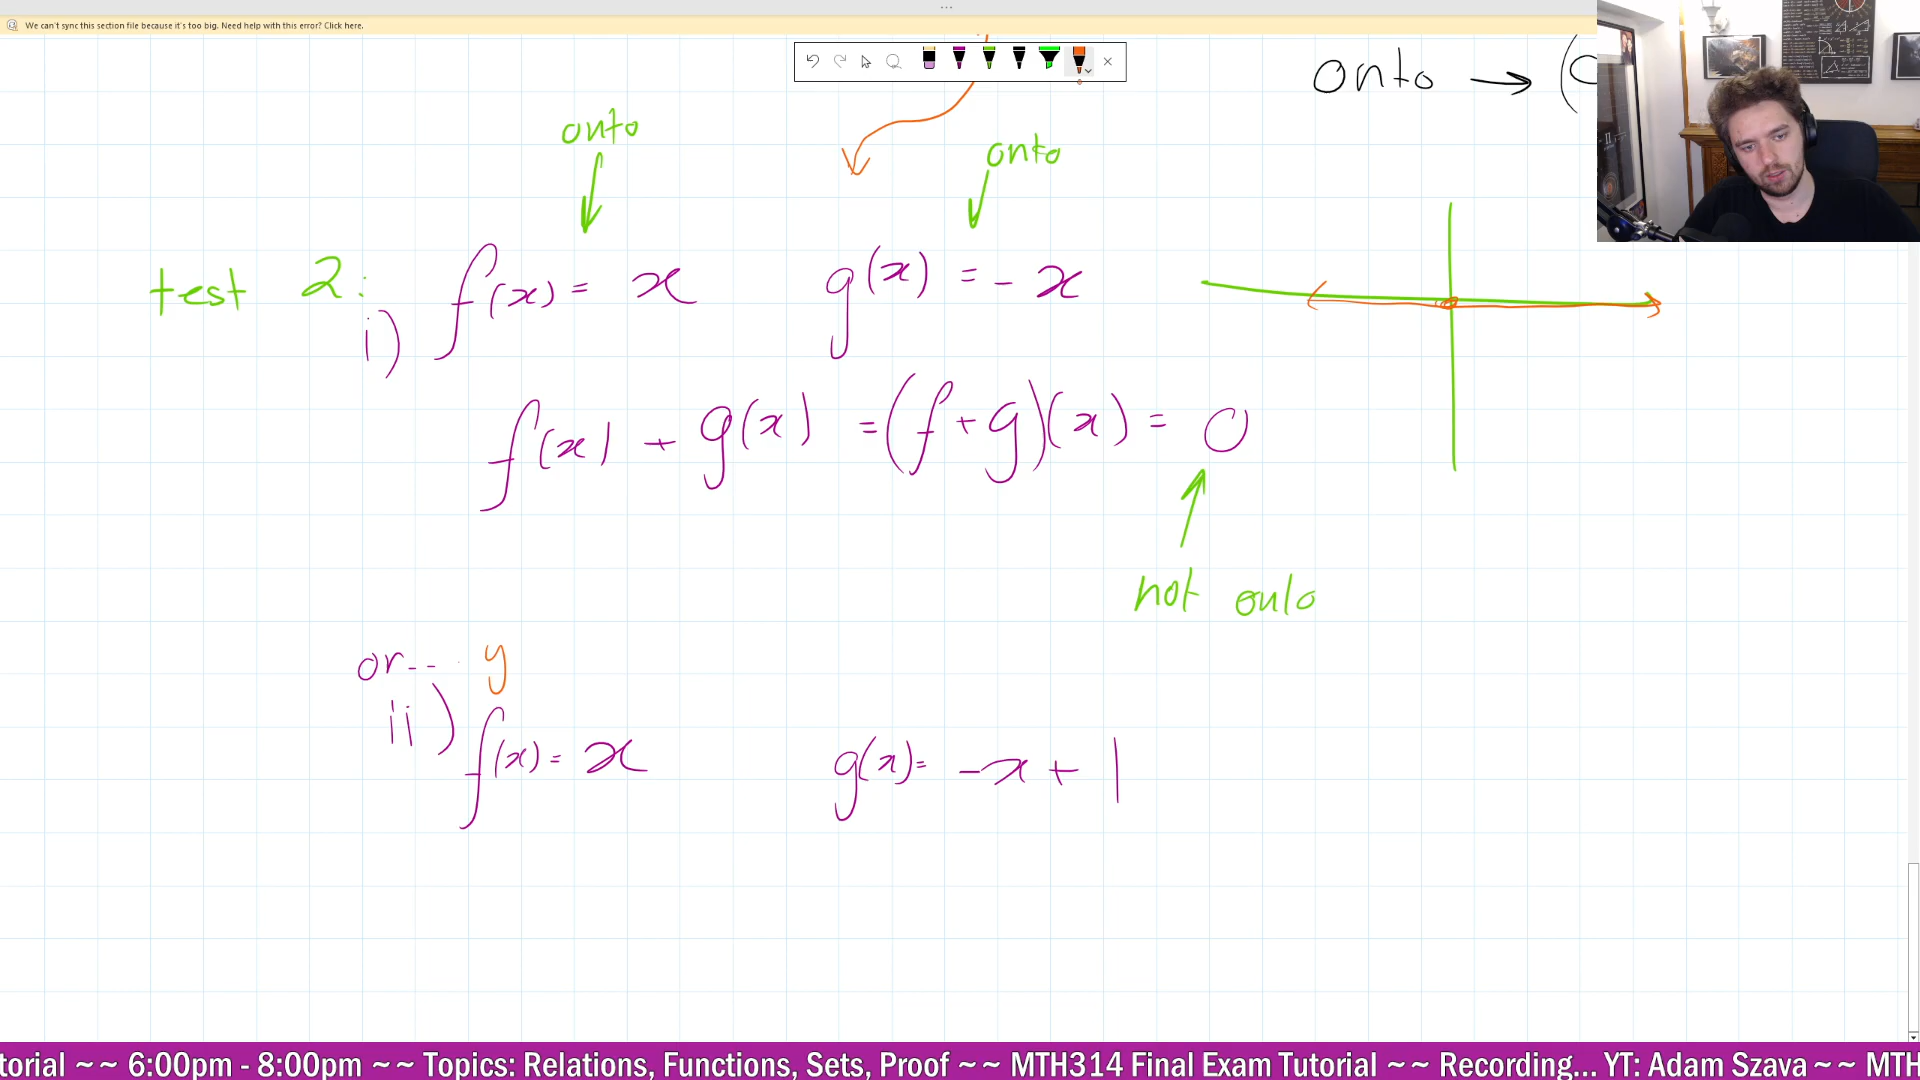 We can't sync this section file because it's too big. Need help with this error? Click here.
onto → (
onto
onto
test 2:
i) f(x) = x g(x) = - x
f(x) + g(x) = (f+g)(x) = 0
not onto
or-- y
ii) f(x) = x g(x) = -x + 1
torial ~~ 6:00pm - 8:00pm ~~ Topics: Relations, Functions, Sets, Proof ~~ MTH314 Final Exam Tutorial ~~ Recording... YT: Adam Szava ~~ MTH